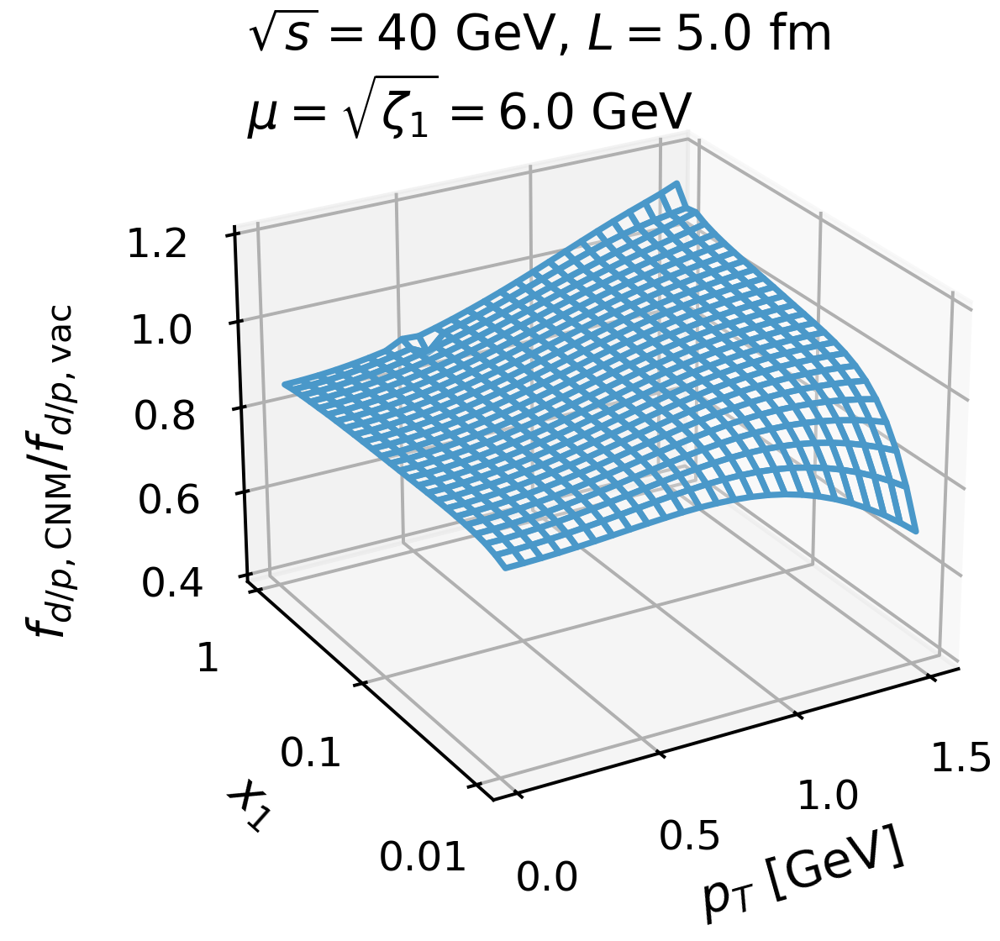 √s = 40 GeV, L = 5.0 fm
μ = √ζ₁ = 6.0 GeV
1.2
1.0
0.8
0.6
0.4
f_{d/p, CNM}/f_{d/p, vac}
1
0.1
0.01
x₁
0.0
0.5
1.0
1.5
p_T [GeV]